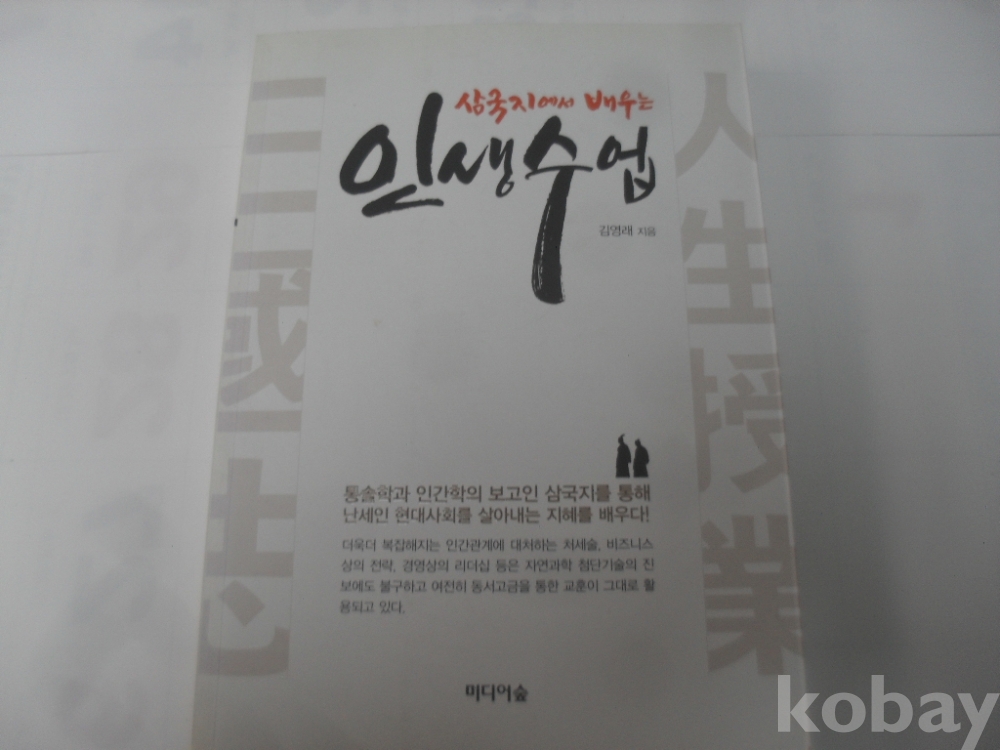 삼국지에서 배우는
인생수업
김영래 지음
三國志
人生授業
통솔학과 인간학의 보고인 삼국지를 통해
난세인 현대사회를 살아내는 지혜를 배우다!
더욱더 복잡해지는 인간관계에 대처하는 처세술, 비즈니스
상의 전략, 경영상의 리더십 등은 자연과학 첨단기술의 진
보에도 불구하고 여전히 동서고금을 통한 교훈이 그대로 활
용되고 있다.
미디어숲
kobay